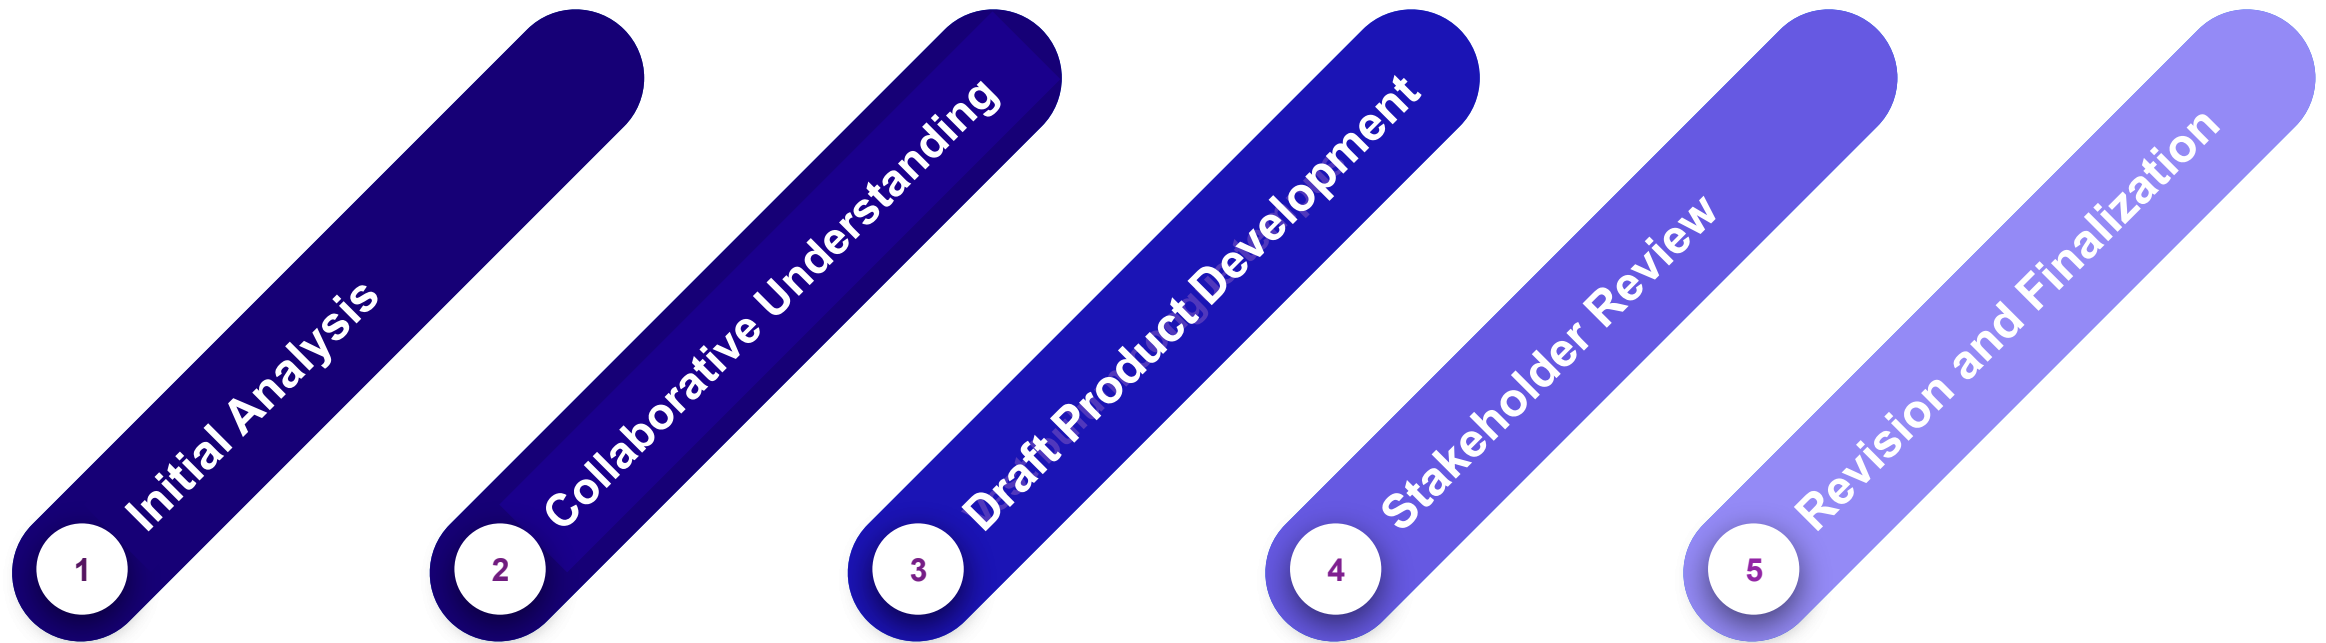 1
Initial Analysis
2
Collaborative Understanding
3
Draft Product Development
4
Stakeholder Review
5
Revision and Finalization